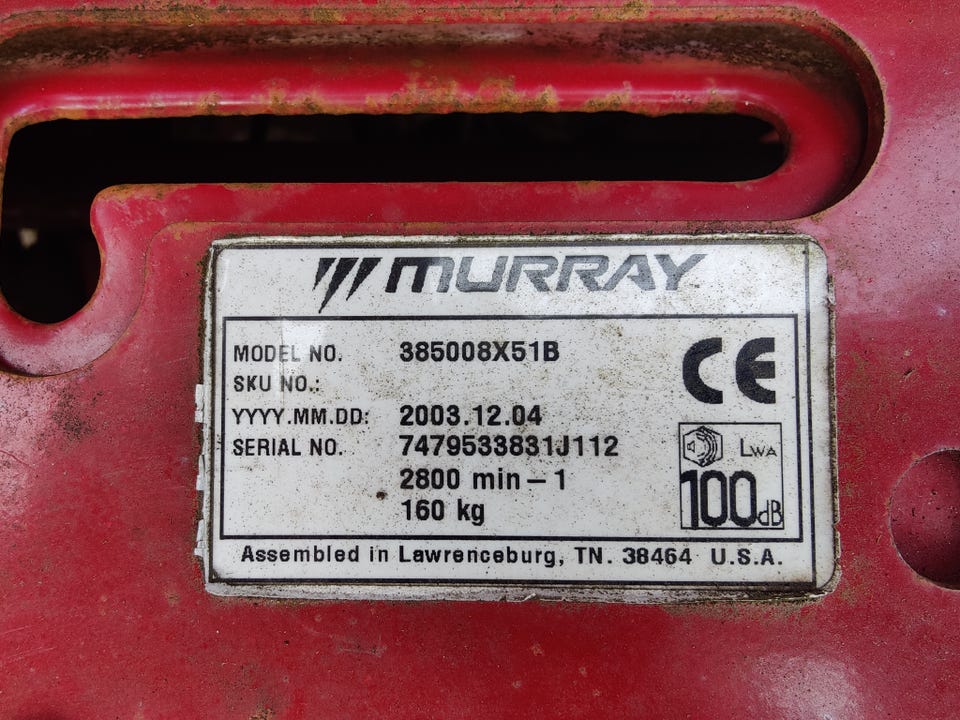 MURRAY
MODEL NO. 385008X51B
SKU NO.:
YYYY.MM.DD: 2003.12.04
SERIAL NO. 7479533831J112
2800 min-1
160 kg
CE
LWA
100dB
Assembled in Lawrenceburg, TN. 38464 U.S.A.